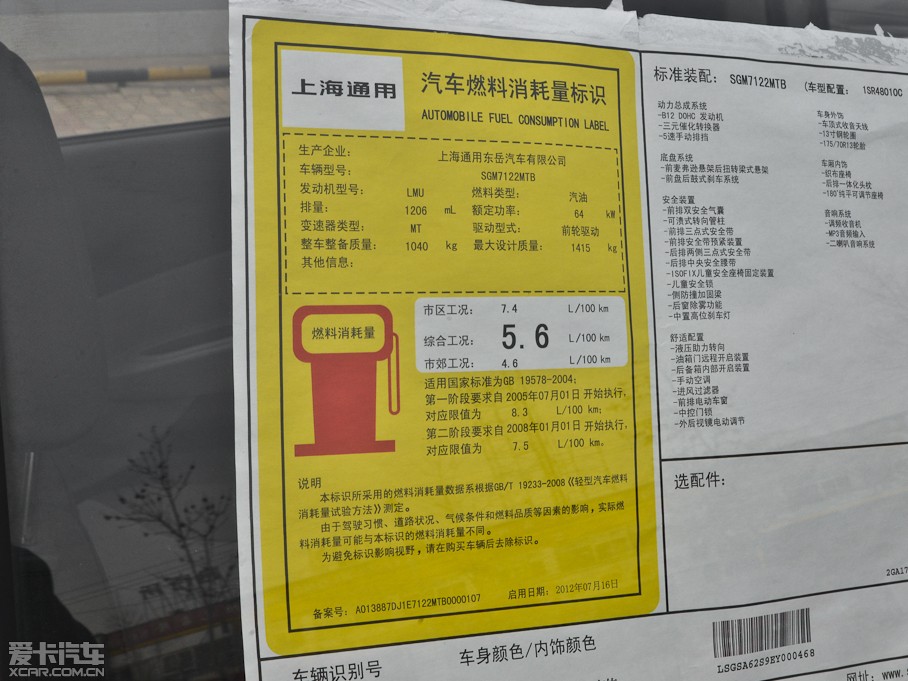 上海通用
汽车燃料消耗量标识
AUTOMOBILE FUEL CONSUMPTION LABEL
生产企业： 上海通用东岳汽车有限公司
车辆型号： SGM7122MTB
发动机型号： LMU 燃料类型： 汽油
排量： 1206 mL 额定功率： 64 kW
变速器类型： MT 驱动型式： 前轮驱动
整车整备质量： 1040 kg 最大设计质量： 1415 kg
其他信息：
燃料消耗量
市区工况： 7.4 L/100 km
综合工况： 5.6 L/100 km
市郊工况： 4.6 L/100 km
适用国家标准为GB 19578-2004；
第一阶段要求自 2005年07月01日 开始执行，
对应限值为 8.3 L/100 km；
第二阶段要求自 2008年01月01日 开始执行，
对应限值为 7.5 L/100 km。
说明
本标识所采用的燃料消耗量数据系根据GB/T 19233-2008《轻型汽车燃料
消耗量试验方法》测定。
由于驾驶习惯、道路状况、气候条件和燃料品质等因素的影响，实际燃
料消耗量可能与本标识的燃料消耗量不同。
为避免标识影响视野，请在购买车辆后去除标识。
备案号： A013887DJ1E7122MTB0000107 启用日期： 2012年07月16日
标准装配： SGM7122MTB （车型配置： 1SR48010C
动力总成系统
-B12 DOHC 发动机
-三元催化转换器
-5速手动排挡
底盘系统
-前麦弗逊悬架后扭转梁式悬架
-前盘后鼓式刹车系统
安全装置
-前排双安全气囊
-可溃式转向管柱
-前排三点式安全带
-前排安全带预紧装置
-后排两侧三点式安全带
-后排中央安全腰带
-ISOFIX儿童安全座椅固定装置
-儿童安全锁
-侧防撞加固梁
-后窗除雾功能
-中置高位刹车灯
舒适配置
-液压助力转向
-油箱门远程开启装置
-后备箱内部开启装置
-手动空调
-进风过滤器
-前排电动车窗
-中控门锁
-外后视镜电动调节
车身外饰
-车顶式收音天线
-13寸钢轮圈
-175/70R13轮胎
车厢内饰
-织布座椅
-后排一体化头枕
-180°纯平可调节座椅
音响系统
-调频收音机
-MP3音频输入
-二喇叭音响系统
选配件：
2GA17
车辆识别号
车身颜色/内饰颜色
LSGSA62S9EY000468
网址： www.s
爱卡汽车
XCAR.COM.CN